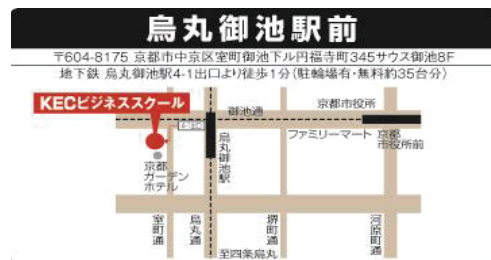 烏丸御池駅前
〒604-8175 京都市中京区室町御池下ル円福寺町345サウス御池8F
地下鉄 烏丸御池駅4-1出口より徒歩1分(駐輪場有・無料約35台分)
KECビジネススクール
御池通
京都市役所
ファミリーマート
京都
市役所前
烏丸御池駅
京都
ガーデン
ホテル
室町通
烏丸通
堺町通
河原町通
至四条烏丸